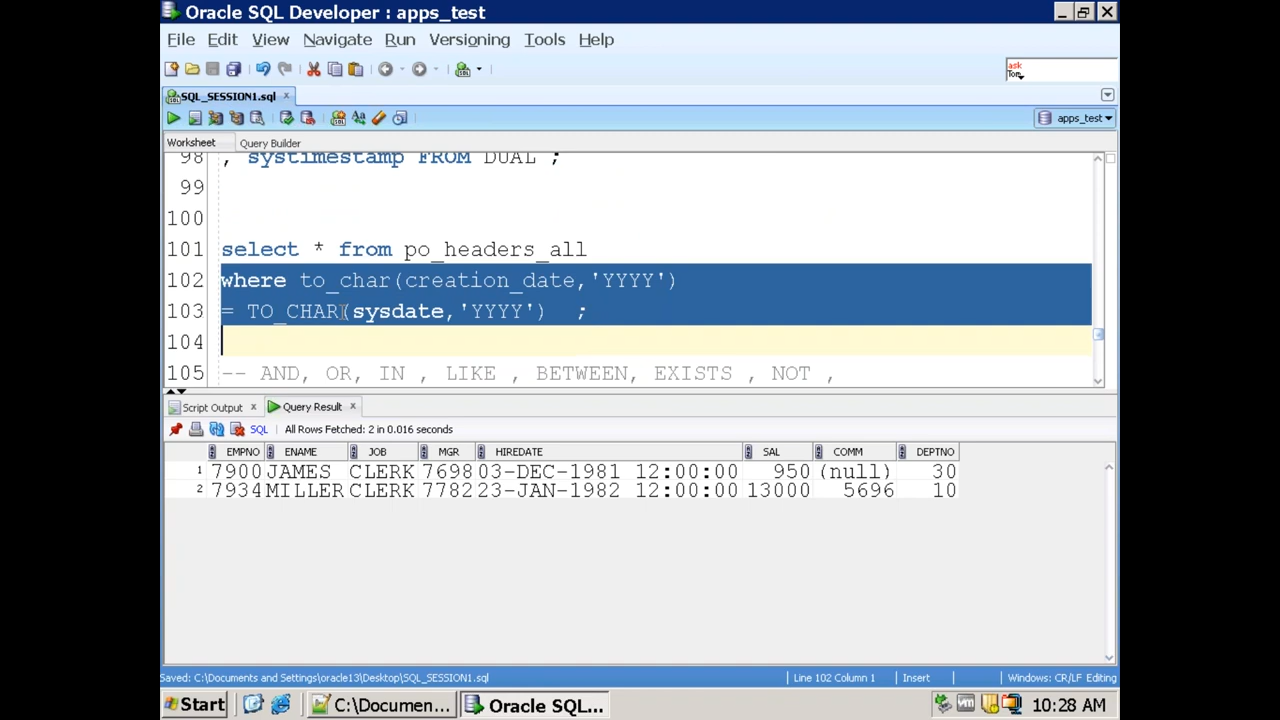 Oracle SQL Developer : apps_test
File Edit View Navigate Run Versioning Tools Help
ask
Tom
SQL_SESSION1.sql
apps_test
Worksheet Query Builder
98 , systimestamp FROM DUAL ;
99
100
101 select * from po_headers_all
102 where to_char(creation_date,'YYYY')
103 = TO_CHAR(sysdate,'YYYY') ;
104
105 -- AND, OR, IN , LIKE , BETWEEN, EXISTS , NOT ,
Script Output Query Result
SQL All Rows Fetched: 2 in 0.016 seconds
EMPNO ENAME JOB MGR HIREDATE SAL COMM DEPTNO
1 7900 JAMES CLERK 7698 03-DEC-1981 12:00:00 950 (null) 30
2 7934 MILLER CLERK 7782 23-JAN-1982 12:00:00 13000 5696 10
Saved: C:\Documents and Settings\oracle13\Desktop\SQL_SESSION1.sql Line 102 Column 1 Insert Windows: CR/LF Editing
Start C:\Documen... Oracle SQL... 10:28 AM